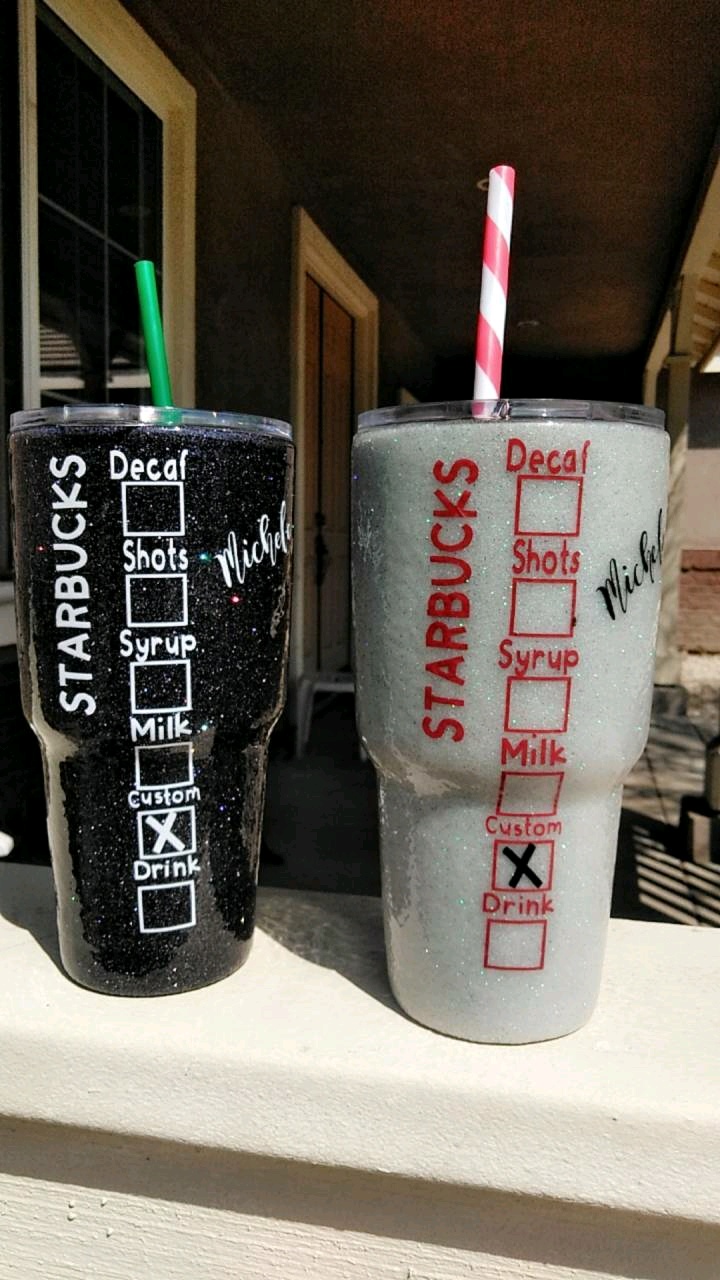 STARBUCKS
Decaf
Shots
Syrup
Milk
Custom
X
Drink
STARBUCKS
Decaf
Shots
Syrup
Milk
Custom
X
Drink